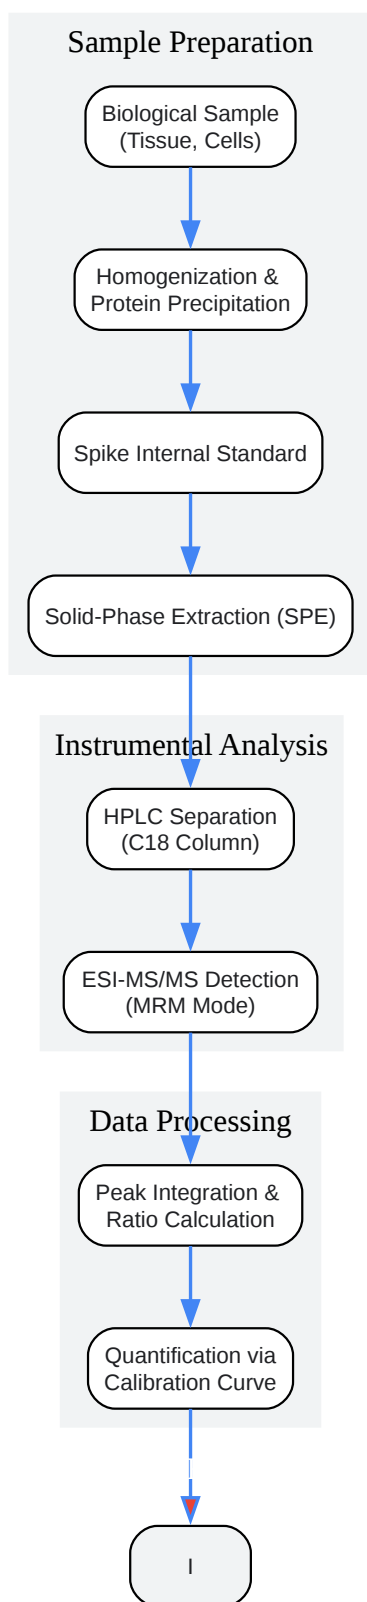 Sample Preparation
Biological Sample
(Tissue, Cells)
Homogenization &
Protein Precipitation
Spike Internal Standard
Solid-Phase Extraction (SPE)
Instrumental Analysis
HPLC Separation
(C18 Column)
ESI-MS/MS Detection
(MRM Mode)
Data Processing
Peak Integration &
Ratio Calculation
Quantification via
Calibration Curve
I